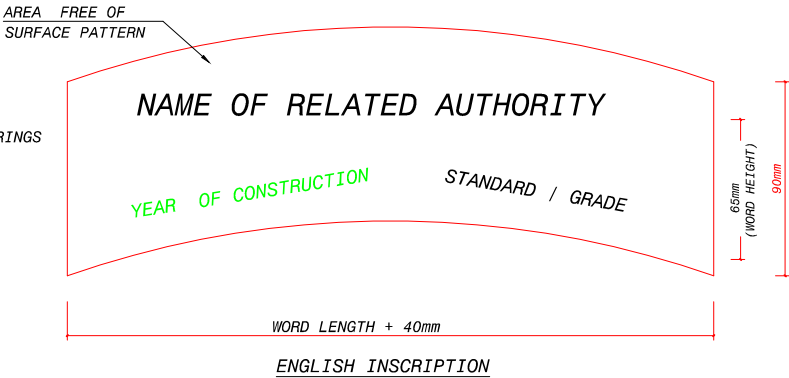 AREA FREE OF
SURFACE PATTERN
NAME OF RELATED AUTHORITY
RINGS
YEAR OF CONSTRUCTION
STANDARD / GRADE
65mm
(WORD HEIGHT)
90mm
WORD LENGTH + 40mm
ENGLISH INSCRIPTION